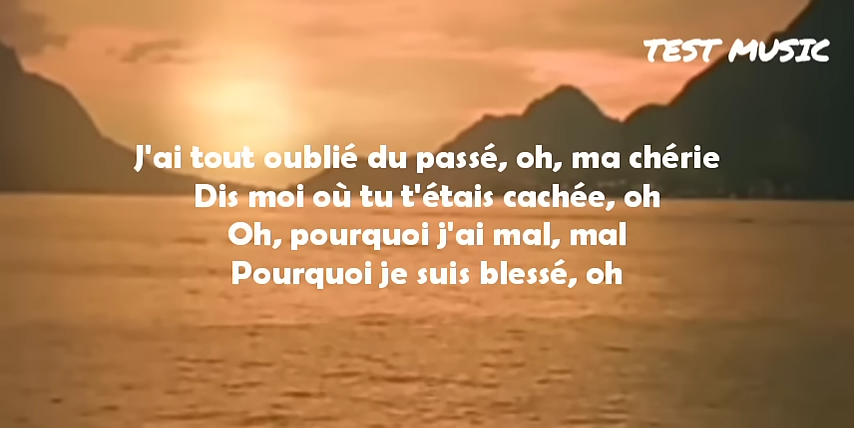 TEST MUSIC
J'ai tout oublié du passé, oh, ma chérie
Dis moi où tu t'étais cachée, oh
Oh, pourquoi j'ai mal, mal
Pourquoi je suis blessé, oh